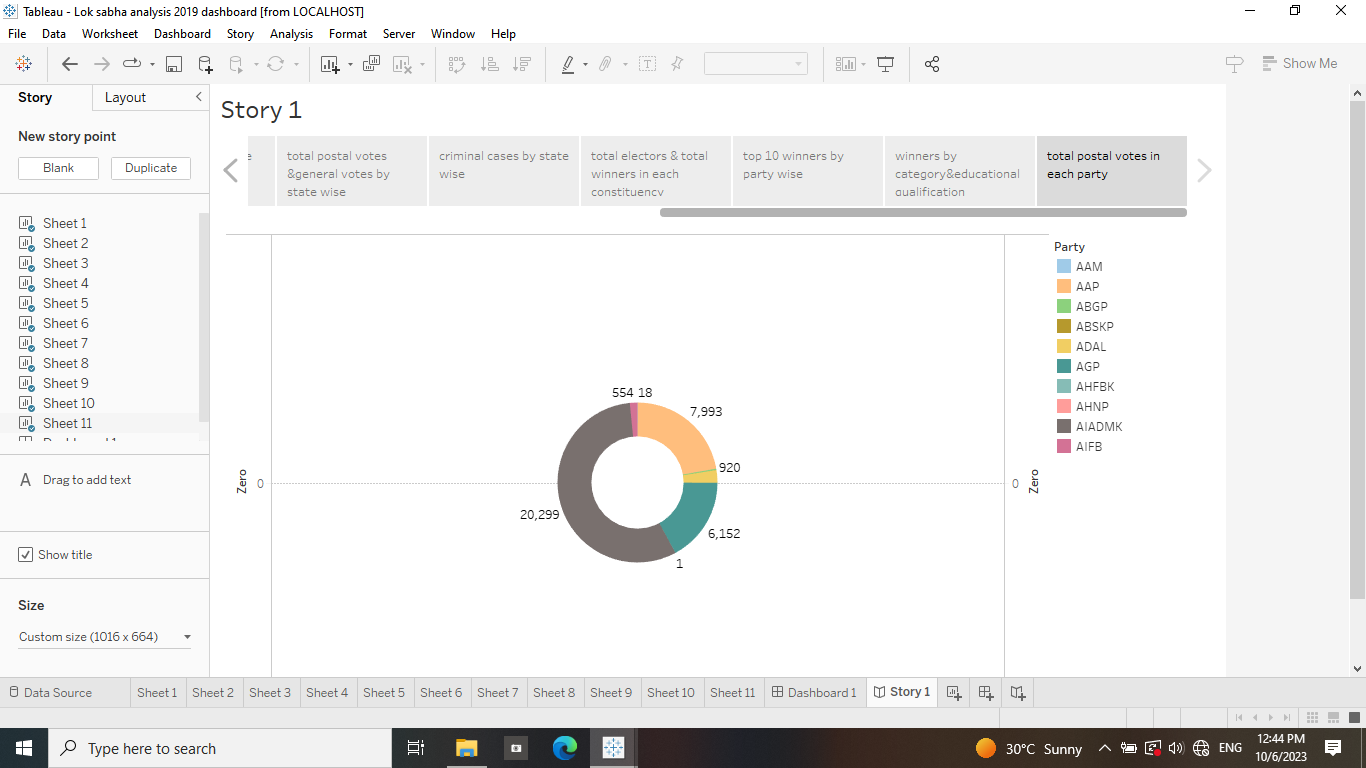 Tableau - Lok sabha analysis 2019 dashboard [from LOCALHOST]
File Data Worksheet Dashboard Story Analysis Format Server Window Help
Show Me
Story Layout
New story point
Blank Duplicate
Sheet 1
Sheet 2
Sheet 3
Sheet 4
Sheet 5
Sheet 6
Sheet 7
Sheet 8
Sheet 9
Sheet 10
Sheet 11
A Drag to add text
Show title
Size
Custom size (1016 x 664)
Story 1
total postal votes
&general votes by
state wise
criminal cases by state
wise
total electors & total
winners in each
constituency
top 10 winners by
party wise
winners by
category&educational
qualification
total postal votes in
each party
Zero
0
554 18
7,993
920
20,299
6,152
1
0
Zero
Party
AAM
AAP
ABGP
ABSKP
ADAL
AGP
AHFBK
AHNP
AIADMK
AIFB
Data Source Sheet 1 Sheet 2 Sheet 3 Sheet 4 Sheet 5 Sheet 6 Sheet 7 Sheet 8 Sheet 9 Sheet 10 Sheet 11 Dashboard 1 Story 1
Type here to search
30°C Sunny
ENG
12:44 PM
10/6/2023